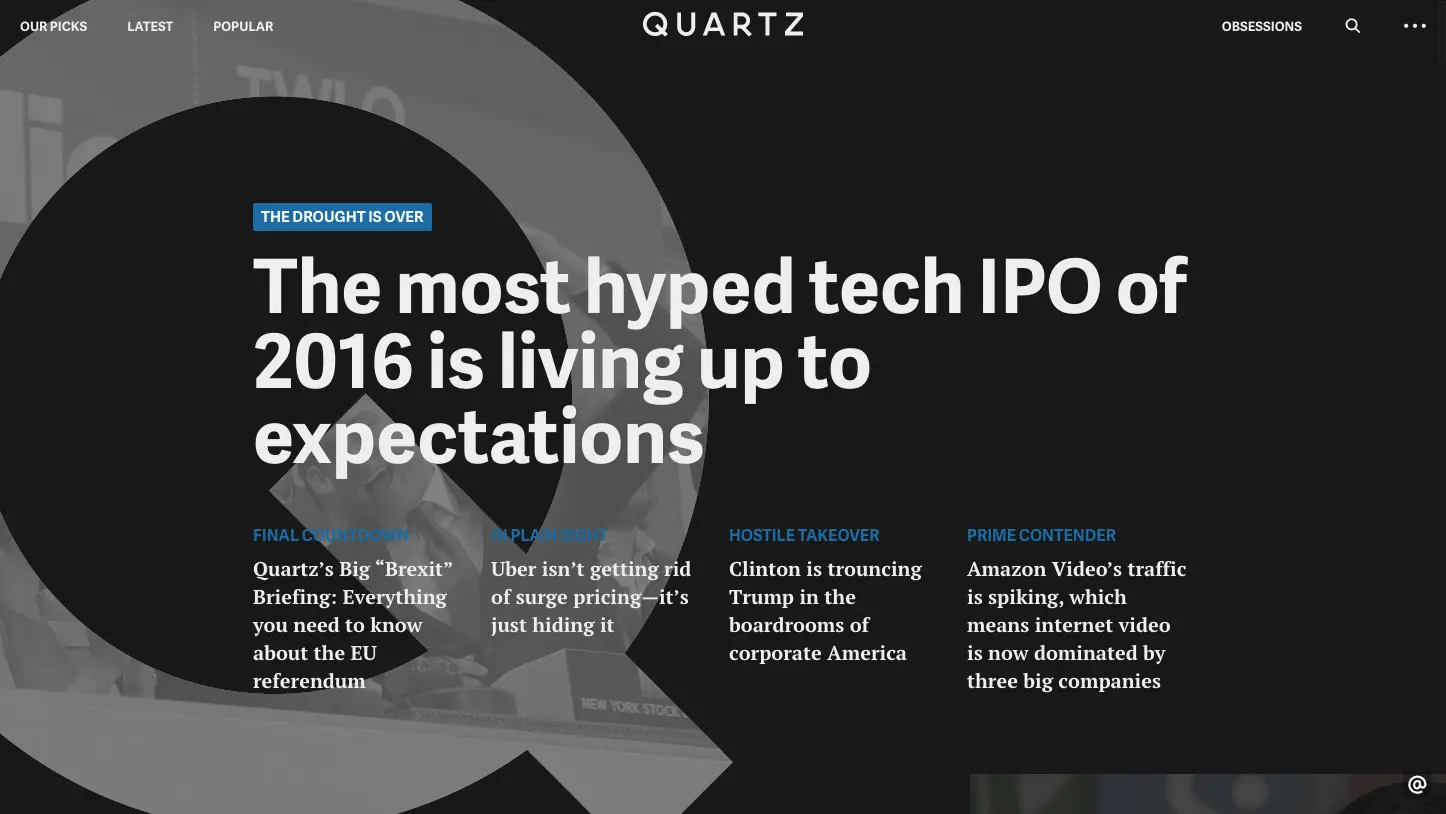 OUR PICKS
LATEST
POPULAR
QUARTZ
OBSESSIONS
TWLO
THE DROUGHT IS OVER
The most hyped tech IPO of
2016 is living up to
expectations
FINAL COUNTDOWN
Quartz’s Big “Brexit”
Briefing: Everything
you need to know
about the EU
referendum
IN PLAIN SIGHT
Uber isn’t getting rid
of surge pricing—it’s
just hiding it
HOSTILE TAKEOVER
Clinton is trouncing
Trump in the
boardrooms of
corporate America
PRIME CONTENDER
Amazon Video’s traffic
is spiking, which
means internet video
is now dominated by
three big companies
NEW YORK STOCK
@